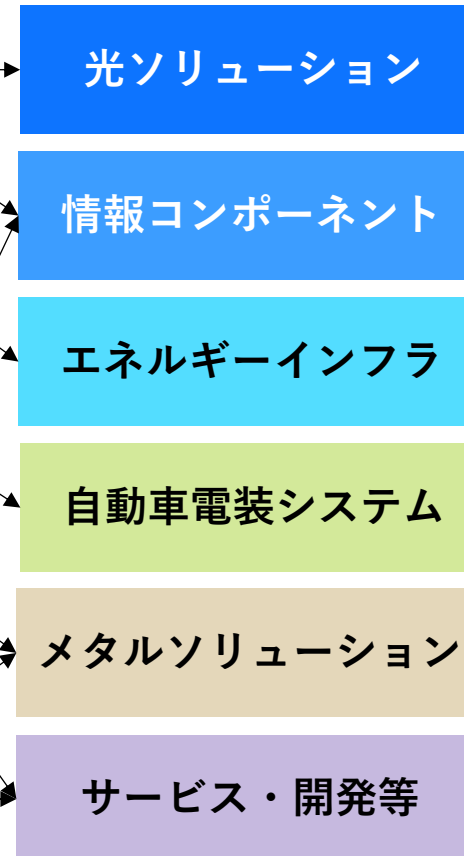 光ソリューション
情報コンポーネント
エネルギーインフラ
自動車電装システム
メタルソリューション
サービス・開発等